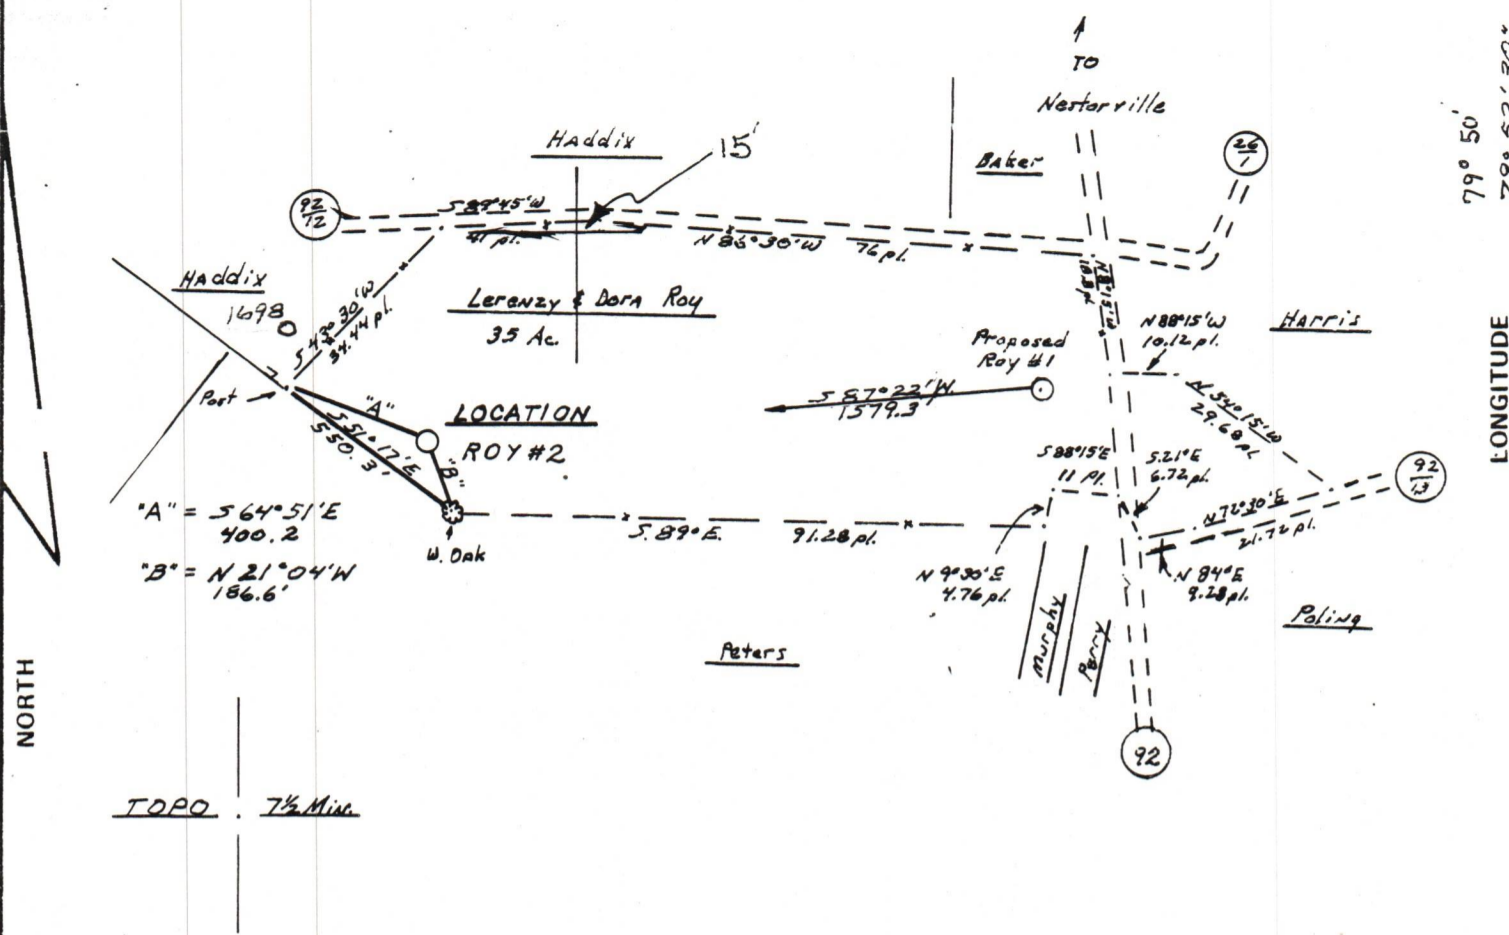 TO
Nestorville
Haddix
15'
Baker
26/1
79° 50'
92/12
S 89°45'W
41 pl.
N 86°30'W 76 pl.
Haddix
1698
S 43° 30'W
34.44 pl.
Lerenzy & Dora Roy
35 Ac.
N 88°15'W
10.12 pl.
Harris
Proposed
Roy #1
LONGITUDE
Post
"A"
LOCATION
ROY #2
S 87°22'W.
1579.3'
N 54°15'W
29.68 pl.
S 51°17'E
550.3'
"B"
S 88°15'E
11 pl.
S.21°E
6.72 pl.
92/13
"A" = S 64°51'E
400.2
W. Oak
S.89°E. 91.28 pl.
N 72°30'E
21.72 pl.
"B" = N 21°04'W
186.6'
N 9°30'E
4.76 pl.
N 84°E
9.28 pl.
Murphy
Perry
Poling
Peters
NORTH
92
TOPO 7½ Min.